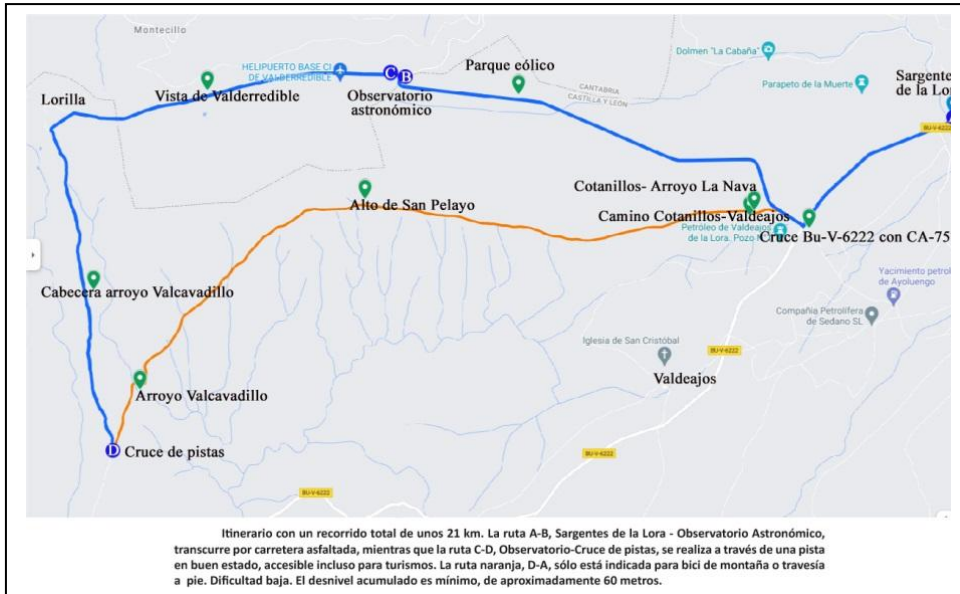 Montecillo
Dolmen "La Cabaña"
HELIPUERTO BASE CI
DE VALDERREDIBLE
C
B
Parque eólico
Lorilla
Vista de Valderredible
Observatorio
astronómico
CANTABRIA
CASTILLA Y LEÓN
Parapeto de la Muerte
Sargentes
de la Lor
BU-V-6222
Alto de San Pelayo
Cotanillos- Arroyo La Nava
Camino Cotanillos-Valdeajos
Petróleo de Valdeajos
de la Lora. Pozo
Cruce Bu-V-6222 con CA-75
Cabecera arroyo Valcavadillo
Yacimiento petrol
de Ayoluengo
Compañía Petrolífera
de Sedano SL
Iglesia de San Cristóbal
BU-V-6222
Valdeajos
Arroyo Valcavadillo
D
Cruce de pistas
BU-V-6222
BU-V-6222
Itinerario con un recorrido total de unos 21 km. La ruta A-B, Sargentes de la Lora - Observatorio Astronómico,
transcurre por carretera asfaltada, mientras que la ruta C-D, Observatorio-Cruce de pistas, se realiza a través de una pista
en buen estado, accesible incluso para turismos. La ruta naranja, D-A, sólo está indicada para bici de montaña o travesía
a pie. Dificultad baja. El desnivel acumulado es mínimo, de aproximadamente 60 metros.